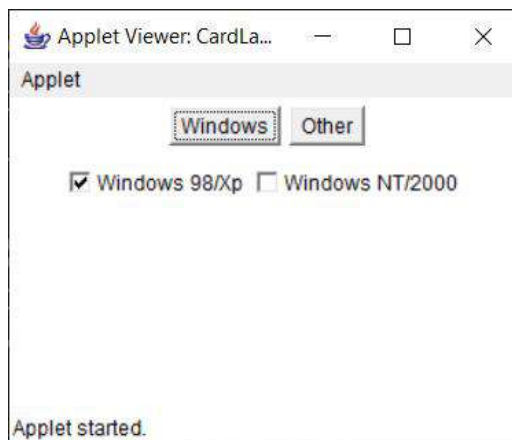 Applet Viewer: CardLa...
Applet
Windows Other
Windows 98/Xp Windows NT/2000
Applet started.